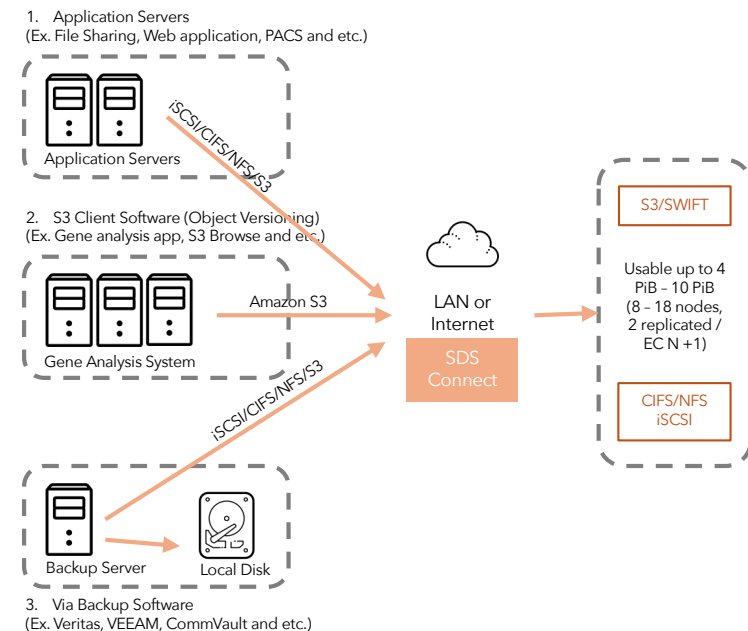 1. Application Servers
(Ex. File Sharing, Web application, PACS and etc.)
Application Servers
iSCSI/CIFS/NFS/S3
2. S3 Client Software (Object Versioning)
(Ex. Gene analysis app, S3 Browse and etc.)
Gene Analysis System
Amazon S3
iSCSI/CIFS/NFS/S3
Backup Server
Local Disk
3. Via Backup Software
(Ex. Veritas, VEEAM, CommVault and etc.)
LAN or
Internet
SDS
Connect
S3/SWIFT
Usable up to 4
PiB – 10 PiB
(8 – 18 nodes,
2 replicated /
EC N +1)
CIFS/NFS
iSCSI